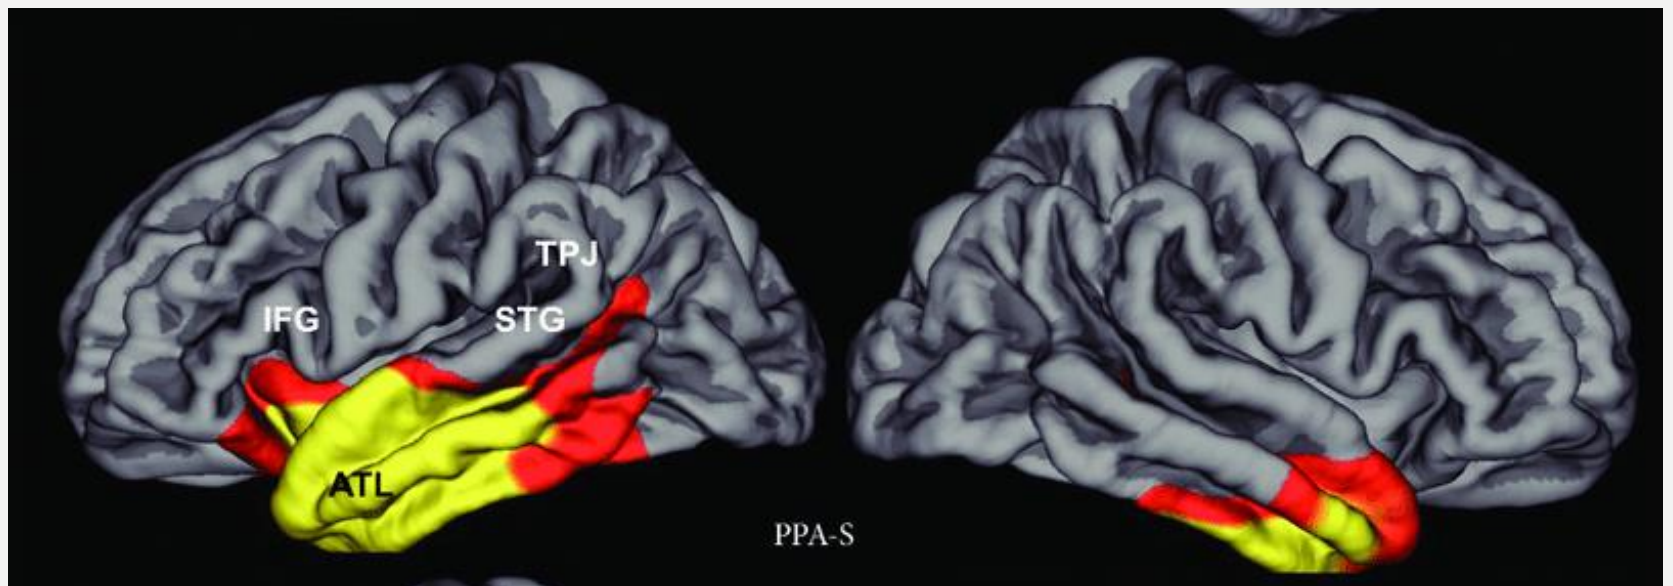 TPJ
IFG
STG
ATL
PPA-S